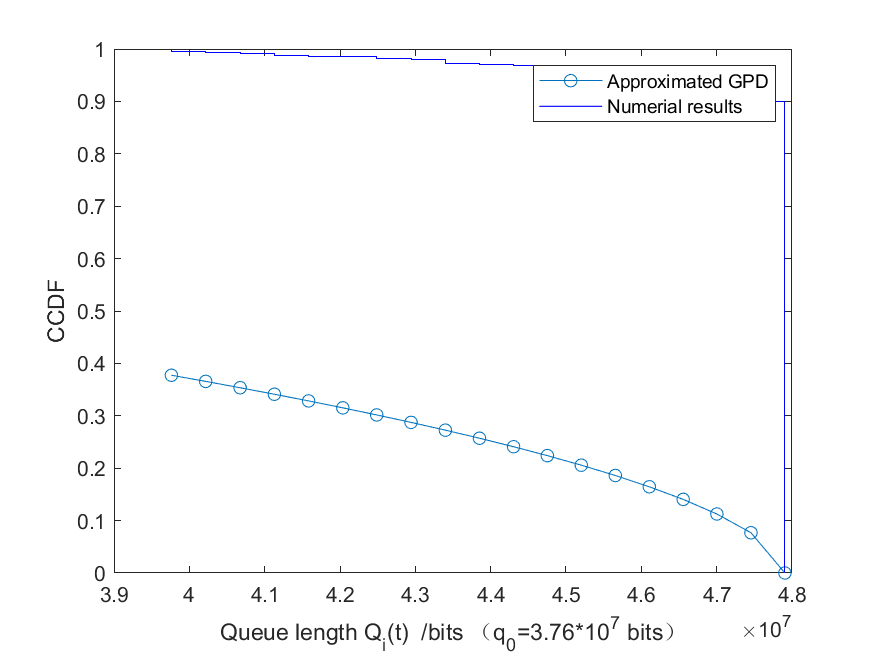 1
0.9
0.8
0.7
0.6
0.5
0.4
0.3
0.2
0.1
0
CCDF
Approximated GPD
Numerial results
3.9 4 4.1 4.2 4.3 4.4 4.5 4.6 4.7 4.8
×10^7
Queue length Q_i(t) /bits （q_0=3.76*10^7 bits）